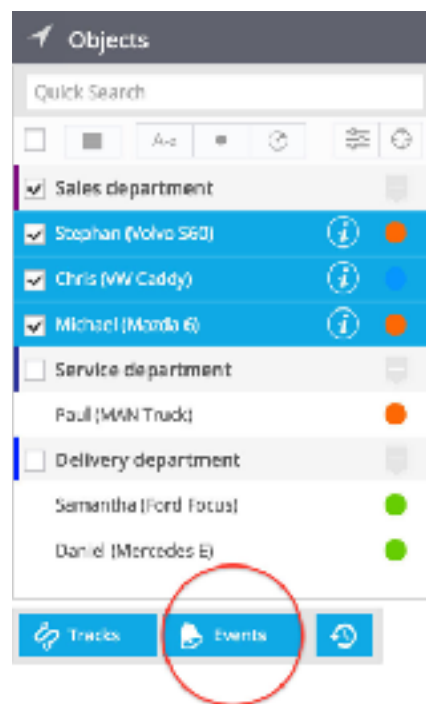 Objects
Quick Search
A-z
Sales department
Stephan (Volvo S60)
Chris (VW Caddy)
Michael (Mazda 6)
Service department
Paul (MAN Truck)
Delivery department
Samantha (Ford Focus)
Daniel (Mercedes E)
Tracks Events